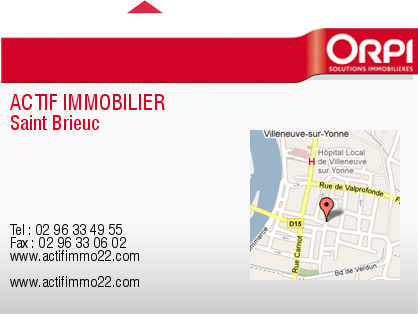 ORPI
SOLUTIONS IMMOBILIÈRES
ACTIF IMMOBILIER
Saint Brieuc
Villeneuve-sur-Yonne
H Hôpital Local
de Villeneuve
sur Yonne
Rue de Valprofonde
D15
Rue Carnot
Bd de Verdun
Tel : 02 96 33 49 55
Fax : 02 96 33 06 02
www.actifimmo22.com
www.actifimmo22.com